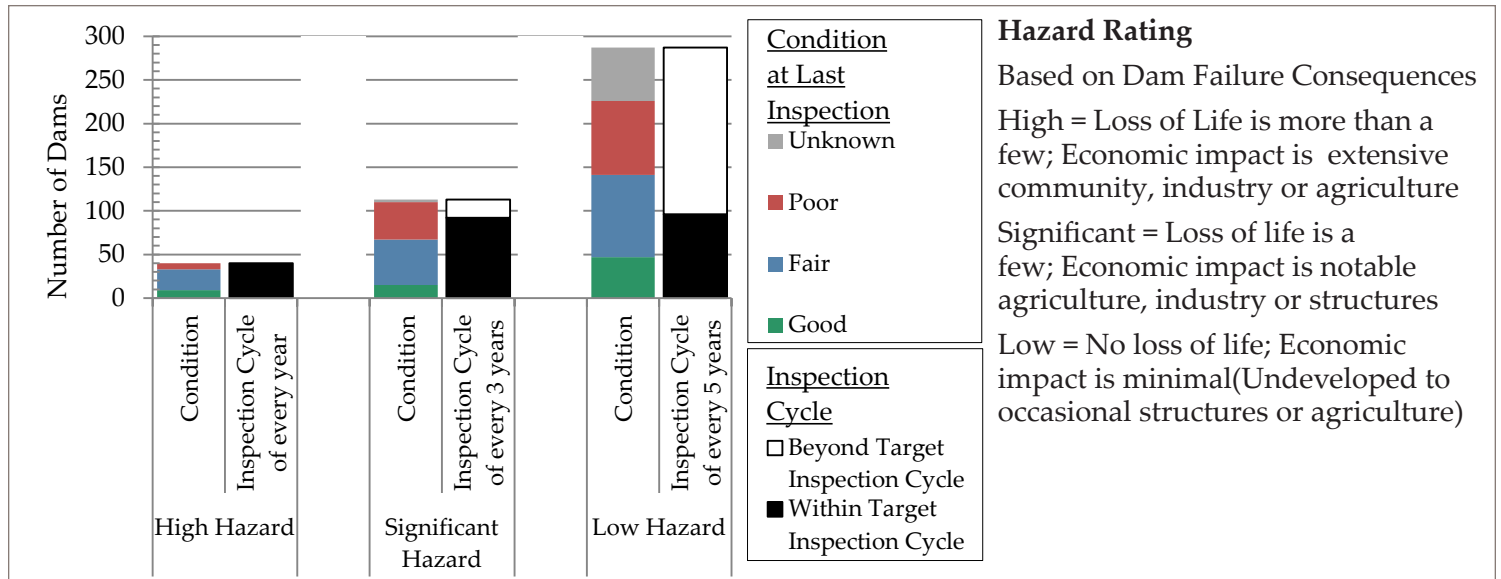 300
250
200
150
100
50
0
Number of Dams
Condition
Inspection Cycle
of every year
Condition
Inspection Cycle
of every 3 years
Condition
Inspection Cycle
of every 5 years
High Hazard
Significant
Hazard
Low Hazard
Condition
at Last
Inspection
Unknown
Poor
Fair
Good
Inspection
Cycle
Beyond Target
Inspection Cycle
Within Target
Inspection Cycle
Hazard Rating
Based on Dam Failure Consequences
High = Loss of Life is more than a
few; Economic impact is extensive
community, industry or agriculture
Significant = Loss of life is a
few; Economic impact is notable
agriculture, industry or structures
Low = No loss of life; Economic
impact is minimal(Undeveloped to
occasional structures or agriculture)